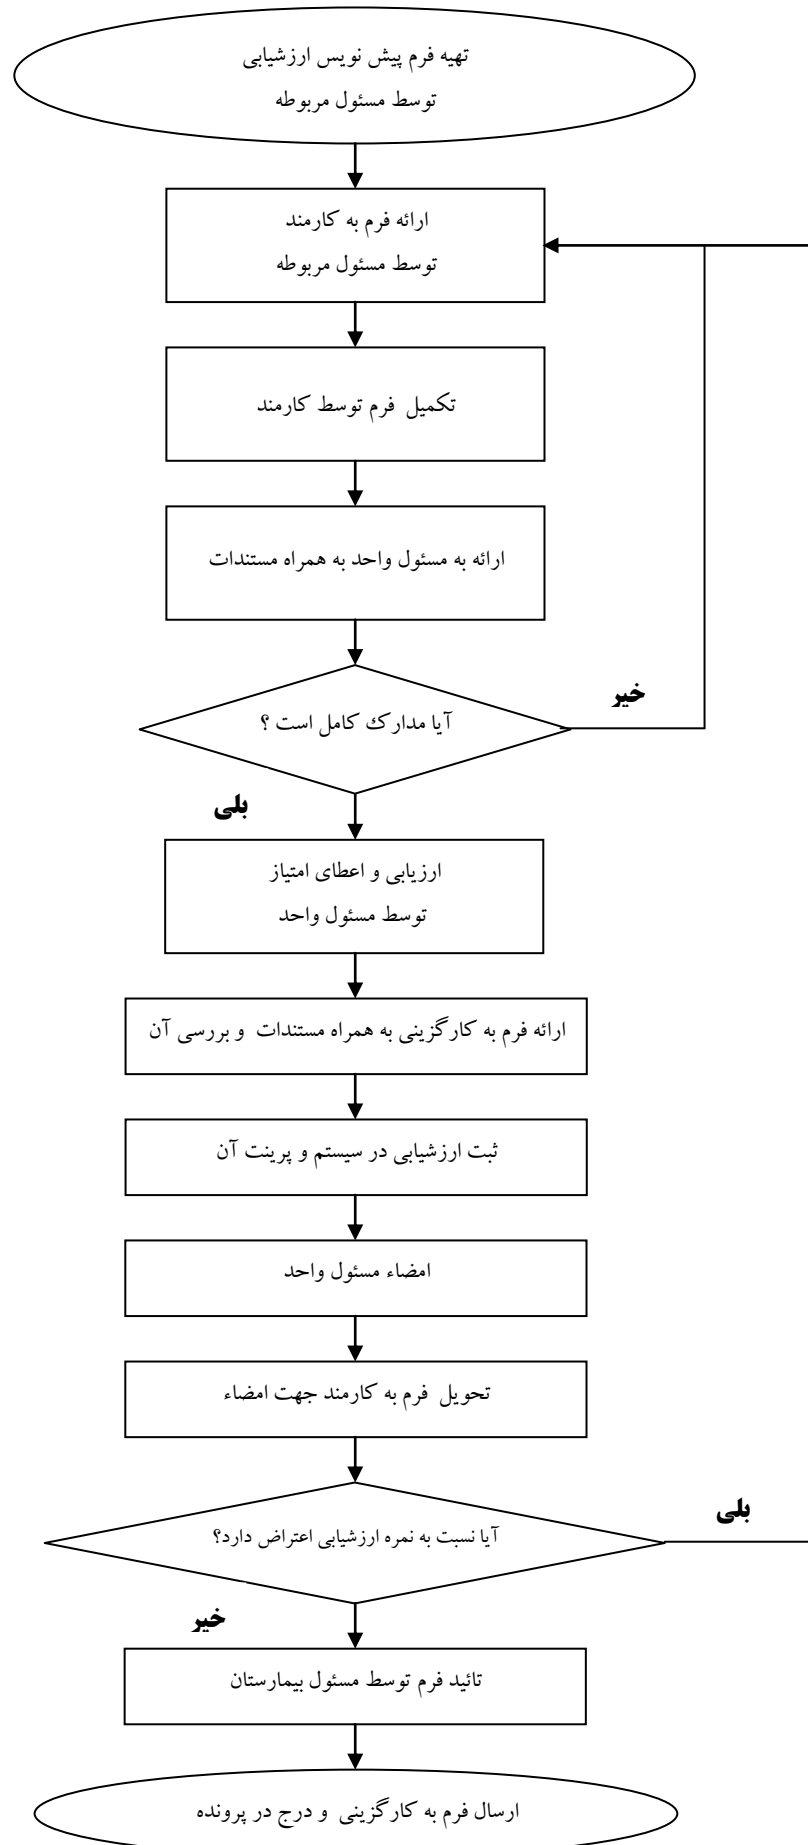 تهیه فرم پیش نویس ارزشیابی
توسط مسئول مربوطه
ارائه فرم به کارمند
توسط مسئول مربوطه
تکمیل فرم توسط کارمند
ارائه به مسئول واحد به همراه مستندات
آیا مدارک کامل است ؟
خیر
بلی
ارزیابی و اعطای امتیاز
توسط مسئول واحد
ارائه فرم به کارگزینی به همراه مستندات و بررسی آن
ثبت ارزشیابی در سیستم و پرینت آن
امضاء مسئول واحد
تحویل فرم به کارمند جهت امضاء
آیا نسبت به نمره ارزشیابی اعتراض دارد؟
بلی
خیر
تائید فرم توسط مسئول بیمارستان
ارسال فرم به کارگزینی و درج در پرونده